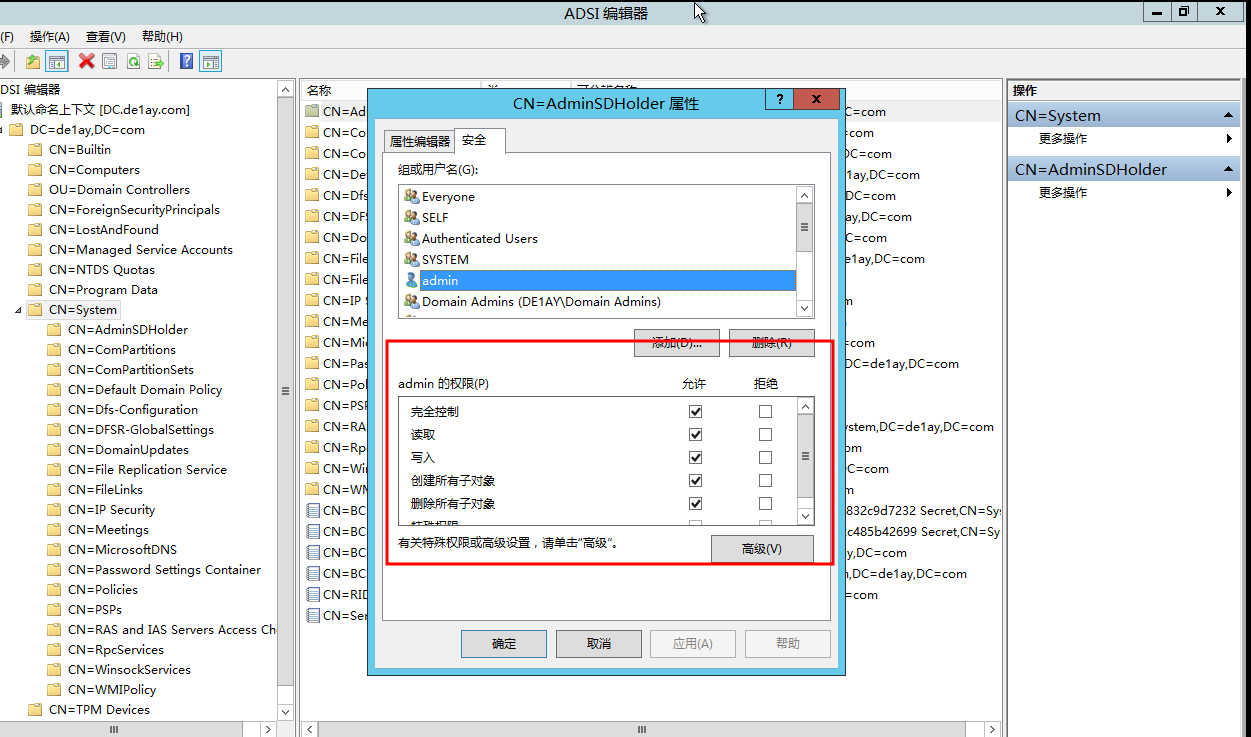 ADSI 编辑器
(F) 操作(A) 查看(V) 帮助(H)
DSI 编辑器
默认命名上下文 [DC.de1ay.com]
DC=de1ay,DC=com
CN=Builtin
CN=Computers
OU=Domain Controllers
CN=ForeignSecurityPrincipals
CN=LostAndFound
CN=Managed Service Accounts
CN=NTDS Quotas
CN=Program Data
CN=System
CN=AdminSDHolder
CN=ComPartitions
CN=ComPartitionSets
CN=Default Domain Policy
CN=Dfs-Configuration
CN=DFSR-GlobalSettings
CN=DomainUpdates
CN=File Replication Service
CN=FileLinks
CN=IP Security
CN=Meetings
CN=MicrosoftDNS
CN=Password Settings Container
CN=Policies
CN=PSPs
CN=RAS and IAS Servers Access Ch
CN=RpcServices
CN=WinsockServices
CN=WMIPolicy
CN=TPM Devices
名称
CN=Ad C=com
CN=Co =com
CN=Co DC=com
CN=De 1ay,DC=com
CN=Dfs C=com
CN=DFS ay,DC=com
CN=Do C=com
CN=File e1ay,DC=com
CN=File
CN=IP S m
CN=Me
CN=Mic =com
CN=Pas DC=de1ay,DC=com
CN=Pol
CN=PSP
CN=RA ystem,DC=de1ay,DC=com
CN=Rpc om
CN=Wi C=com
CN=WM m
CN=BC 832c9d7232 Secret,CN=Sys
CN=BC c485b42699 Secret,CN=Sy
CN=BC y,DC=com
CN=BC ,DC=de1ay,DC=com
CN=RID =com
CN=Ser
CN=AdminSDHolder 属性
属性编辑器 安全
组或用户名(G):
Everyone
SELF
Authenticated Users
SYSTEM
admin
Domain Admins (DE1AY\Domain Admins)
添加(D)... 删除(R)
admin 的权限(P) 允许 拒绝
完全控制
读取
写入
创建所有子对象
删除所有子对象
特殊权限
有关特殊权限或高级设置，请单击“高级”。
高级(V)
确定 取消 应用(A) 帮助
操作
CN=System
更多操作
CN=AdminSDHolder
更多操作